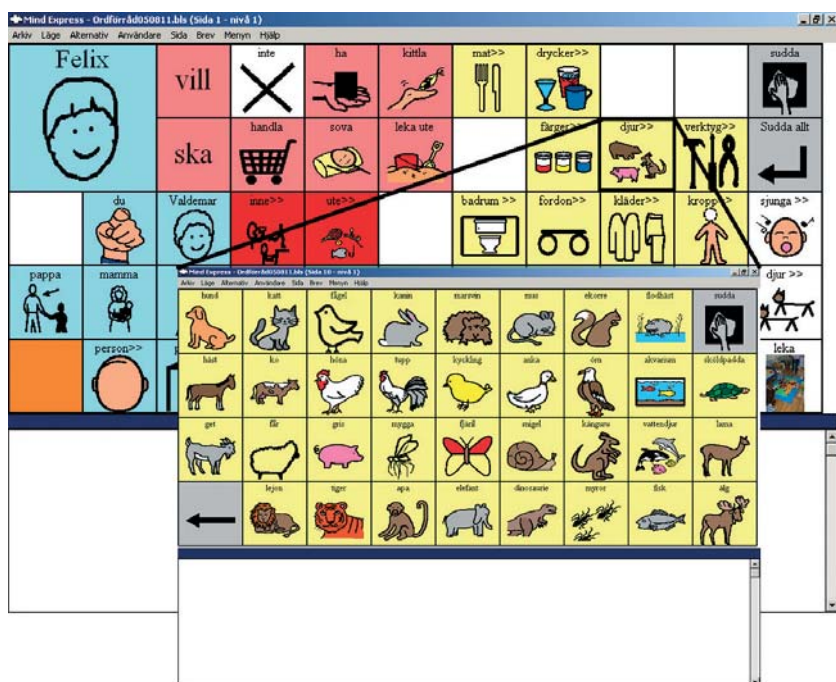 Mind Express - Ordförråd050811.bls (Sida 1 - nivå 1)
Arkiv Läge Alternativ Användare Sida Brev Menyn Hjälp
Felix vill inte ha kittla mat>> drycker>> sudda
ska handla sova leka ute färger>> djur>> verktyg>> Sudda allt
du Valdemar inne>> ute>> badrum >> fordon>> kläder>> kropp>> sjunga >>
pappa mamma djur >>
person>> leka
Mind Express - Ordförråd050811.bls (Sida 10 - nivå 1)
Arkiv Läge Alternativ Användare Sida Brev Menyn Hjälp
hund katt fågel kanin marsvin mus ekorre flodhäst sudda
häst ko höna tupp kyckling anka örn akvarium sköldpadda
get får gris mygga fjäril snigel känguru vattendjur lama
lejon tiger apa elefant dinosaurie myror fisk älg